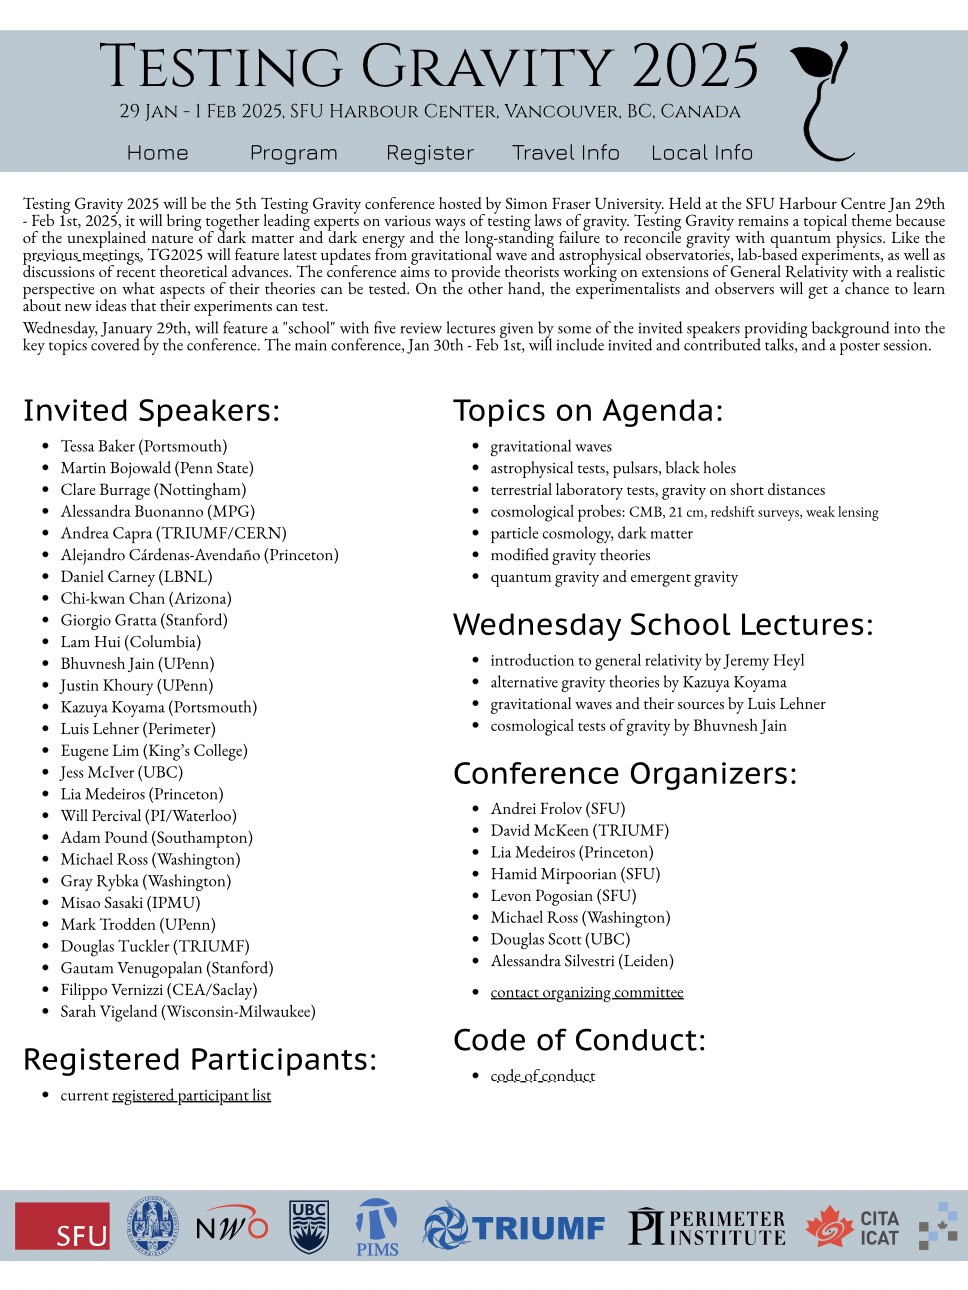 Testing Gravity 2025
29 Jan - 1 Feb 2025, SFU Harbour Center, Vancouver, BC, Canada
Home Program Register Travel Info Local Info
Testing Gravity 2025 will be the 5th Testing Gravity conference hosted by Simon Fraser University. Held at the SFU Harbour Centre Jan 29th
- Feb 1st, 2025, it will bring together leading experts on various ways of testing laws of gravity. Testing Gravity remains a topical theme because
of the unexplained nature of dark matter and dark energy and the long-standing failure to reconcile gravity with quantum physics. Like the
previous meetings, TG2025 will feature latest updates from gravitational wave and astrophysical observatories, lab-based experiments, as well as
discussions of recent theoretical advances. The conference aims to provide theorists working on extensions of General Relativity with a realistic
perspective on what aspects of their theories can be tested. On the other hand, the experimentalists and observers will get a chance to learn
about new ideas that their experiments can test.
Wednesday, January 29th, will feature a "school" with five review lectures given by some of the invited speakers providing background into the
key topics covered by the conference. The main conference, Jan 30th - Feb 1st, will include invited and contributed talks, and a poster session.
Invited Speakers:
• Tessa Baker (Portsmouth)
• Martin Bojowald (Penn State)
• Clare Burrage (Nottingham)
• Alessandra Buonanno (MPG)
• Andrea Capra (TRIUMF/CERN)
• Alejandro Cárdenas-Avendaño (Princeton)
• Daniel Carney (LBNL)
• Chi-kwan Chan (Arizona)
• Giorgio Gratta (Stanford)
• Lam Hui (Columbia)
• Bhuvnesh Jain (UPenn)
• Justin Khoury (UPenn)
• Kazuya Koyama (Portsmouth)
• Luis Lehner (Perimeter)
• Eugene Lim (King’s College)
• Jess McIver (UBC)
• Lia Medeiros (Princeton)
• Will Percival (PI/Waterloo)
• Adam Pound (Southampton)
• Michael Ross (Washington)
• Gray Rybka (Washington)
• Misao Sasaki (IPMU)
• Mark Trodden (UPenn)
• Douglas Tuckler (TRIUMF)
• Gautam Venugopalan (Stanford)
• Filippo Vernizzi (CEA/Saclay)
• Sarah Vigeland (Wisconsin-Milwaukee)
Registered Participants:
• current registered participant list
Topics on Agenda:
• gravitational waves
• astrophysical tests, pulsars, black holes
• terrestrial laboratory tests, gravity on short distances
• cosmological probes: CMB, 21 cm, redshift surveys, weak lensing
• particle cosmology, dark matter
• modified gravity theories
• quantum gravity and emergent gravity
Wednesday School Lectures:
• introduction to general relativity by Jeremy Heyl
• alternative gravity theories by Kazuya Koyama
• gravitational waves and their sources by Luis Lehner
• cosmological tests of gravity by Bhuvnesh Jain
Conference Organizers:
• Andrei Frolov (SFU)
• David McKeen (TRIUMF)
• Lia Medeiros (Princeton)
• Hamid Mirpoorian (SFU)
• Levon Pogosian (SFU)
• Michael Ross (Washington)
• Douglas Scott (UBC)
• Alessandra Silvestri (Leiden)
• contact organizing committee
Code of Conduct:
• code of conduct
SFU
NWO
UBC
PIMS
TRIUMF
PI PERIMETER
INSTITUTE
CITA
ICAT